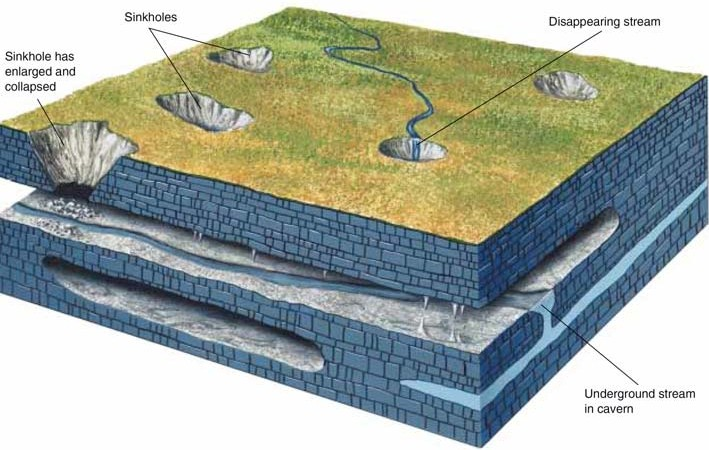 Sinkholes
Disappearing stream
Sinkhole has
enlarged and
collapsed
Underground stream
in cavern